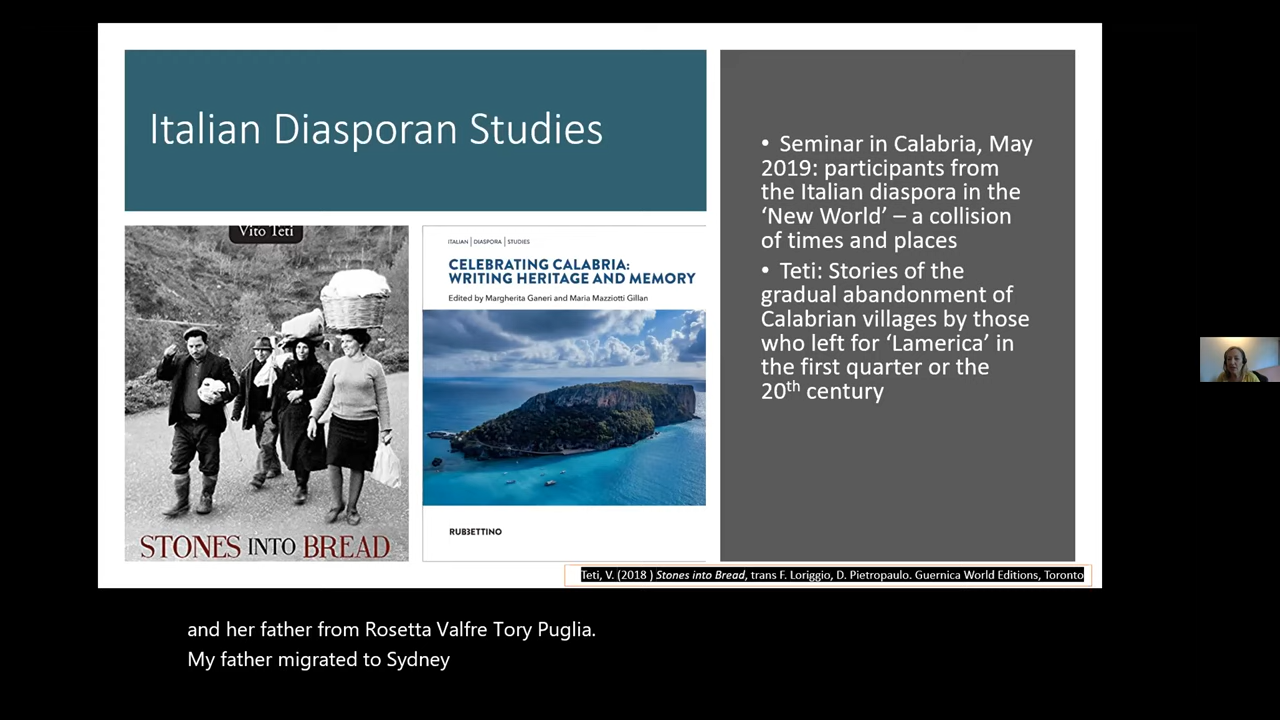 Italian Diasporan Studies
Vito Teti
STONES INTO BREAD
ITALIAN | DIASPORA | STUDIES
CELEBRATING CALABRIA:
WRITING HERITAGE AND MEMORY
Edited by Margherita Ganeri and Maria Mazziotti Gillan
RUBBETTINO
• Seminar in Calabria, May
2019: participants from
the Italian diaspora in the
‘New World’ – a collision
of times and places
• Teti: Stories of the
gradual abandonment of
Calabrian villages by those
who left for ‘Lamerica’ in
the first quarter or the
20th century
Teti, V. (2018 ) Stones into Bread, trans F. Loriggio, D. Pietropaulo. Guernica World Editions, Toronto
and her father from Rosetta Valfre Tory Puglia.
My father migrated to Sydney